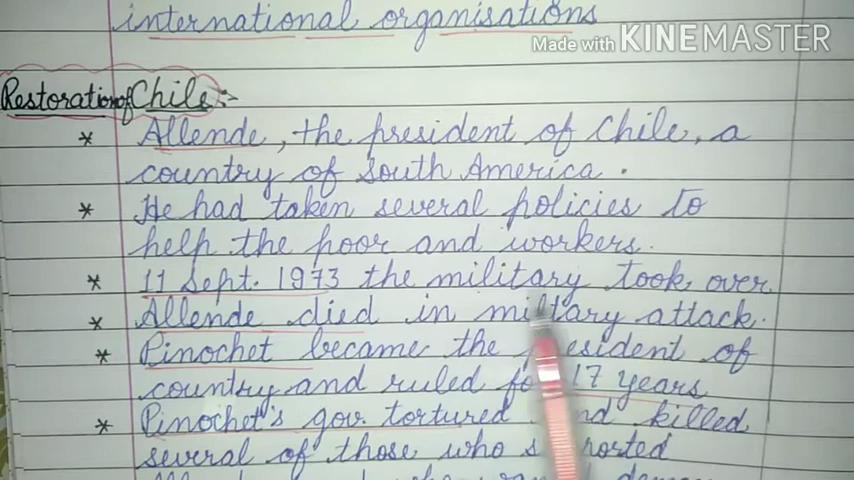 international organisations
Made with KINEMASTER
Restoration of Chile :-
* Allende, the president of Chile, a
country of South America.
* He had taken several policies to
help the poor and workers.
* 11 Sept. 1973 the military took over
* Allende died in military attack.
* Pinochet became the president of
country and ruled 17 years
* Pinochet's gov. tortured and killed
several of those who